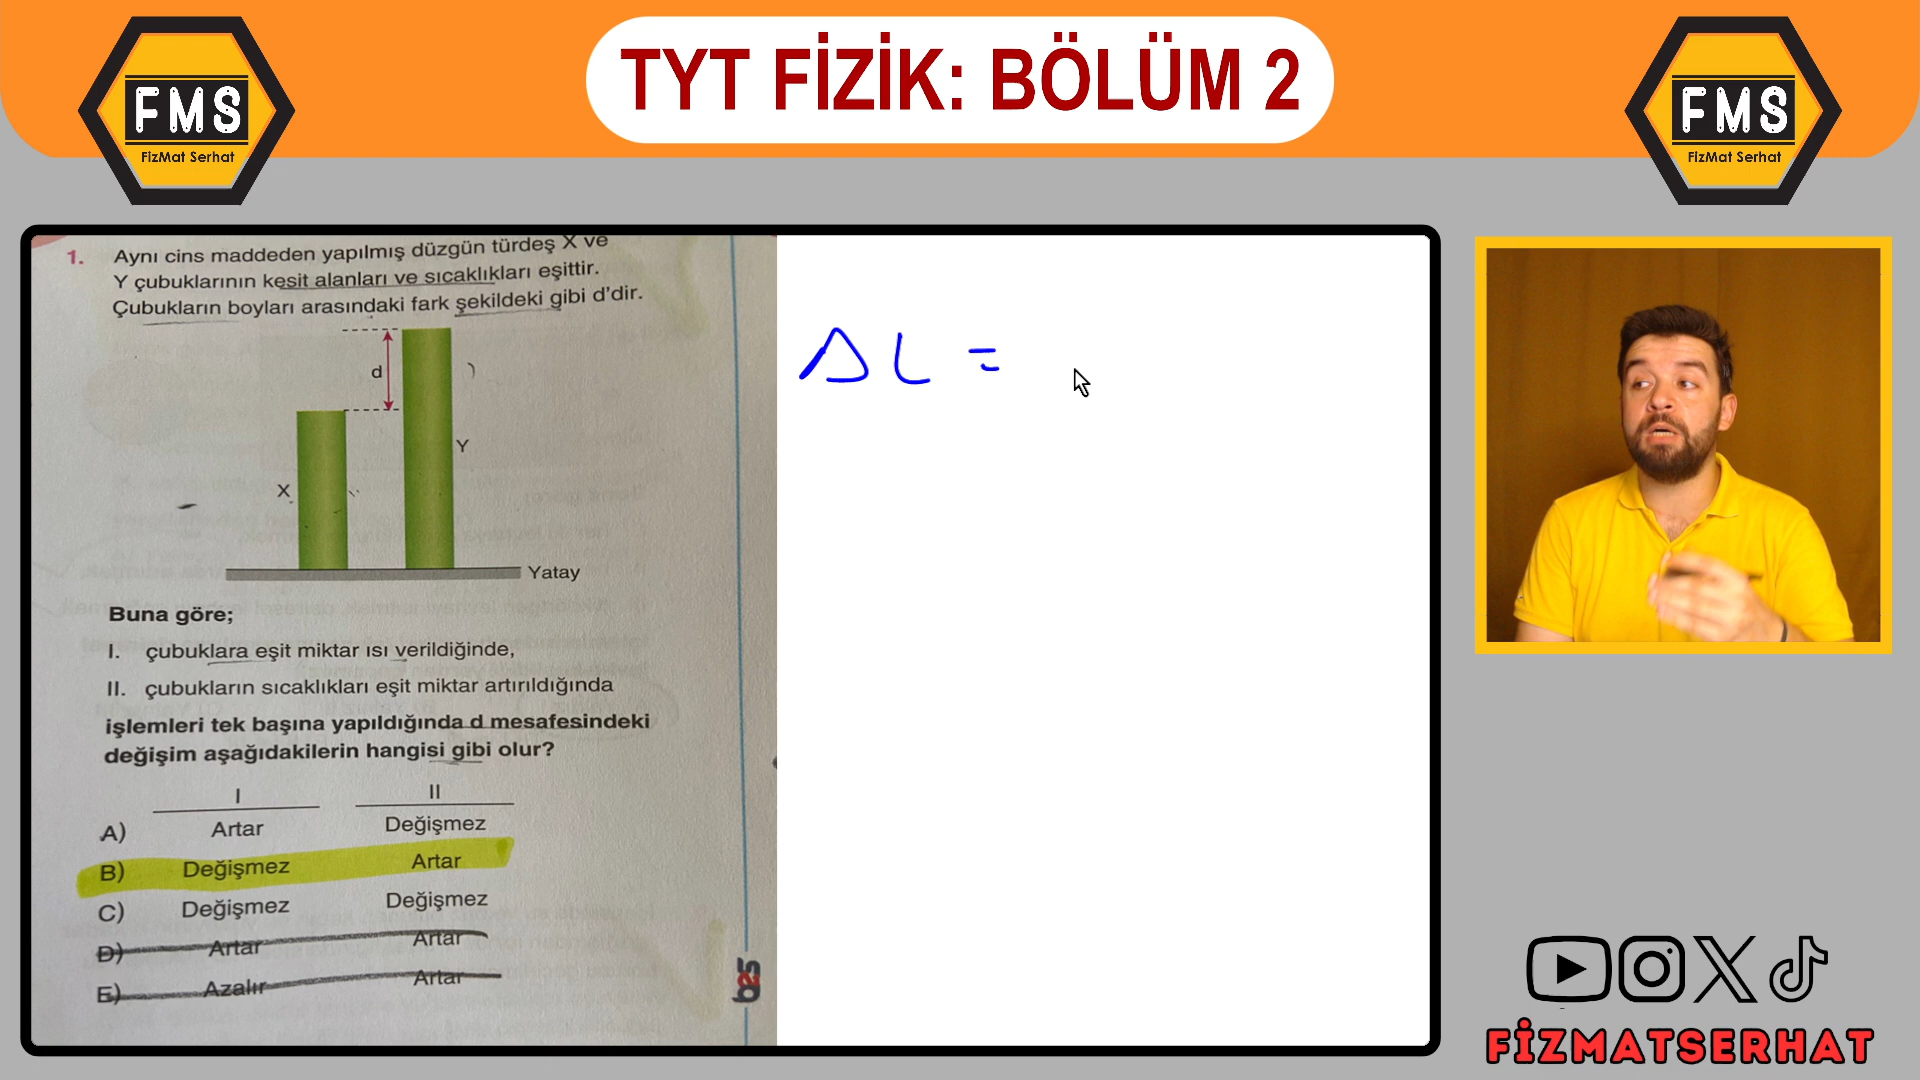 TYT FİZİK: BÖLÜM 2
FMS
FizMat Serhat
FMS
FizMat Serhat
1. Aynı cins maddeden yapılmış düzgün türdeş X ve
Y çubuklarının kesit alanları ve sıcaklıkları eşittir.
Çubukların boyları arasındaki fark şekildeki gibi d'dir.
d
Y
X
Yatay
Buna göre;
I. çubuklara eşit miktar ısı verildiğinde,
II. çubukların sıcaklıkları eşit miktar artırıldığında
işlemleri tek başına yapıldığında d mesafesindeki
değişim aşağıdakilerin hangisi gibi olur?
I II
A) Artar Değişmez
B) Değişmez Artar
C) Değişmez Değişmez
D) Artar Artar
E) Azalır Artar
b25
ΔL =
FİZMATSERHAT